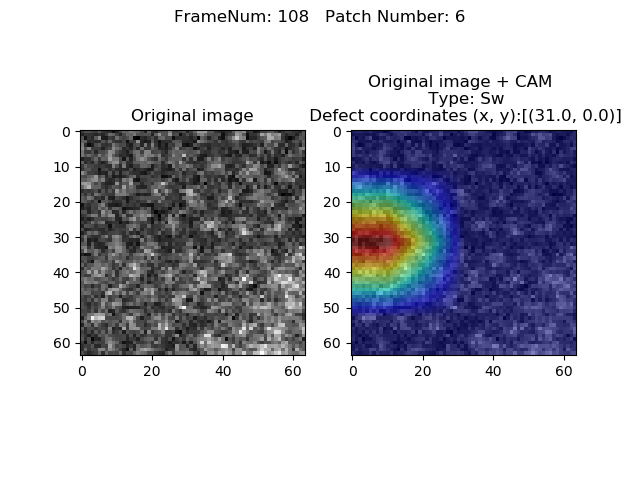 FrameNum: 108   Patch Number: 6
Original image
0
10
20
30
40
50
60
0 20 40 60
Original image + CAM
Type: Sw
Defect coordinates (x, y):[(31.0, 0.0)]
0
10
20
30
40
50
60
0 20 40 60